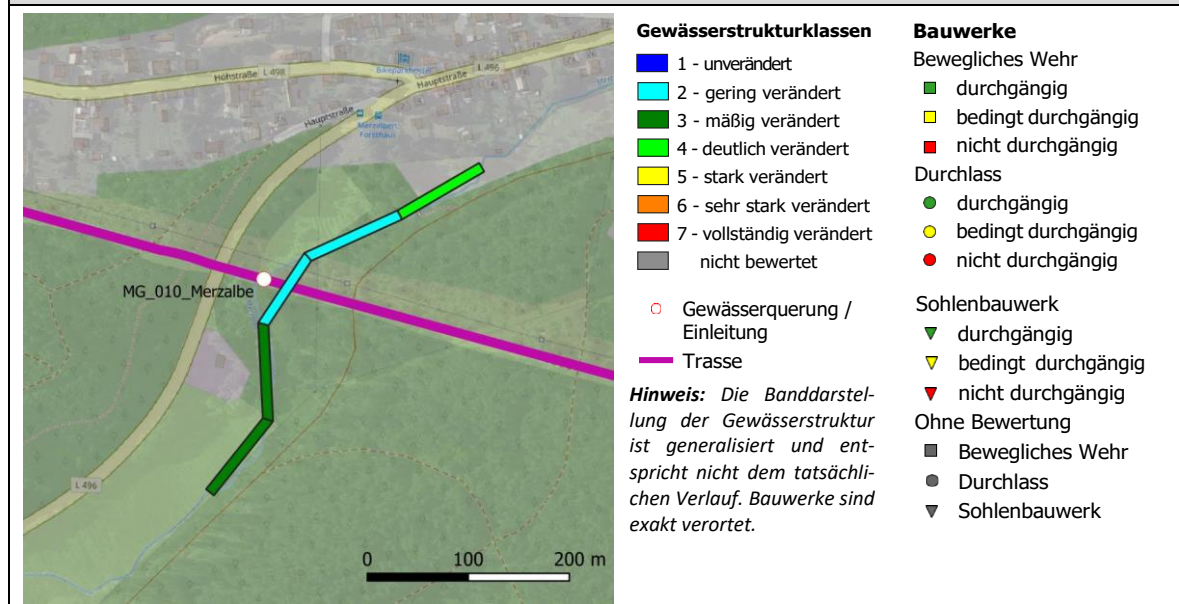 Höhstraße
L 498
Bikeparkhostel
Hauptstraße
L 496
Hauptstraße
Merzalben
Forsthaus
MG_010_Merzalbe
L 496
0 100 200 m
Gewässerstrukturklassen
1 - unverändert
2 - gering verändert
3 - mäßig verändert
4 - deutlich verändert
5 - stark verändert
6 - sehr stark verändert
7 - vollständig verändert
nicht bewertet
Gewässerquerung /
Einleitung
Trasse
Hinweis: Die Banddarstel-
lung der Gewässerstruktur
ist generalisiert und ent-
spricht nicht dem tatsächli-
chen Verlauf. Bauwerke sind
exakt verortet.
Bauwerke
Bewegliches Wehr
durchgängig
bedingt durchgängig
nicht durchgängig
Durchlass
durchgängig
bedingt durchgängig
nicht durchgängig
Sohlenbauwerk
durchgängig
bedingt durchgängig
nicht durchgängig
Ohne Bewertung
Bewegliches Wehr
Durchlass
Sohlenbauwerk